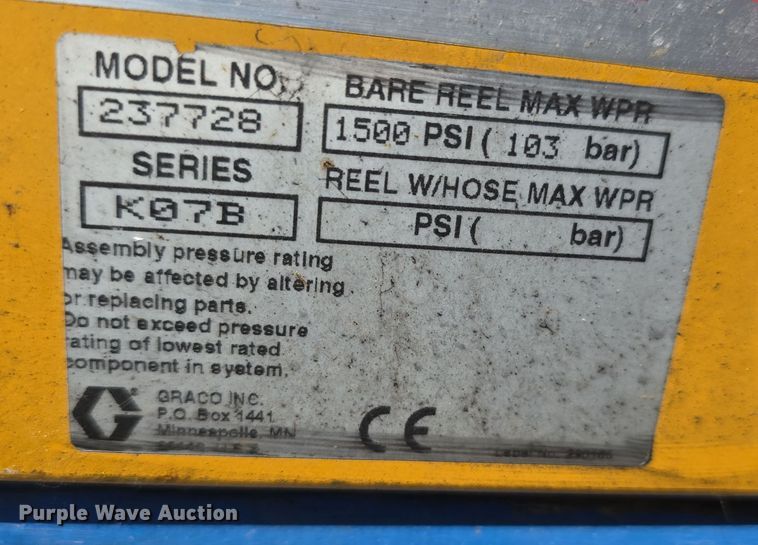 MODEL NO.
237728
SERIES
K07B
BARE REEL MAX WPR
1500 PSI ( 103 bar)
REEL W/HOSE MAX WPR
PSI ( bar)
Assembly pressure rating
may be affected by altering
or replacing parts.
Do not exceed pressure
rating of lowest rated
component in system.
G
GRACO INC.
P.O. Box 1441
Minneapolis, MN
CE
Label No.
Purple Wave Auction